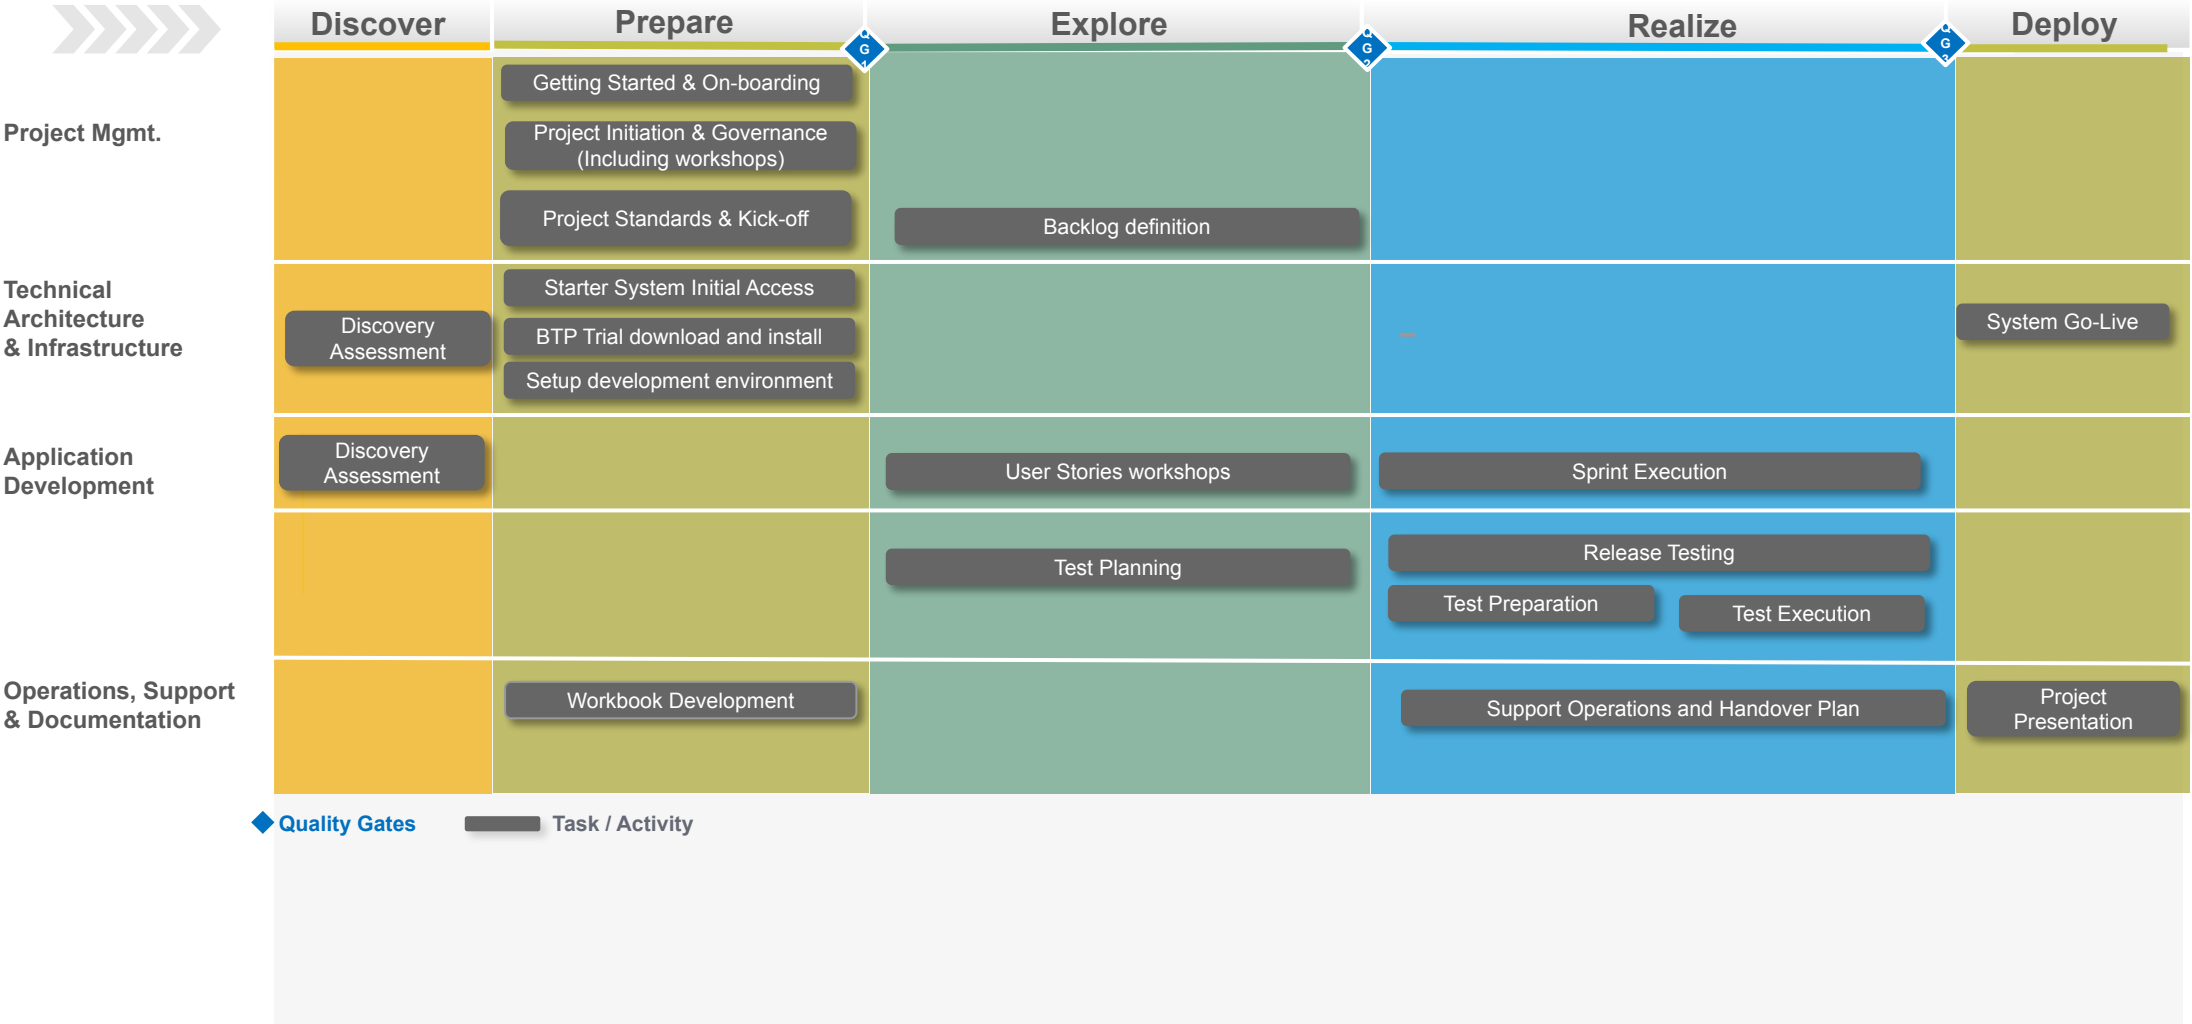 Discover
Prepare
Explore
Realize
Deploy
Q
G
1
Q
G
2
Q
G
3
Project Mgmt.
Getting Started & On-boarding
Project Initiation & Governance
(Including workshops)
Project Standards & Kick-off
Backlog definition
Technical
Architecture
& Infrastructure
Discovery
Assessment
Starter System Initial Access
BTP Trial download and install
Setup development environment
System Go-Live
Application
Development
Discovery
Assessment
User Stories workshops
Sprint Execution
Test Planning
Release Testing
Test Preparation
Test Execution
Operations, Support
& Documentation
Workbook Development
Support Operations and Handover Plan
Project
Presentation
Quality Gates
Task / Activity